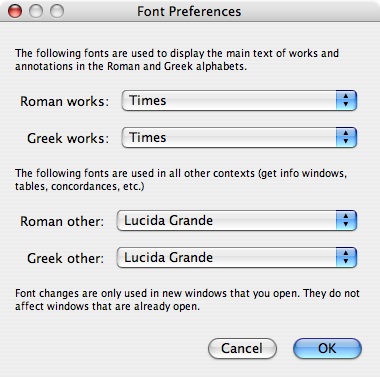 Font Preferences
The following fonts are used to display the main text of works and
annotations in the Roman and Greek alphabets.
Roman works: Times
Greek works: Times
The following fonts are used in all other contexts (get info windows,
tables, concordances, etc.)
Roman other: Lucida Grande
Greek other: Lucida Grande
Font changes are only used in new windows that you open. They do not
affect windows that are already open.
Cancel OK